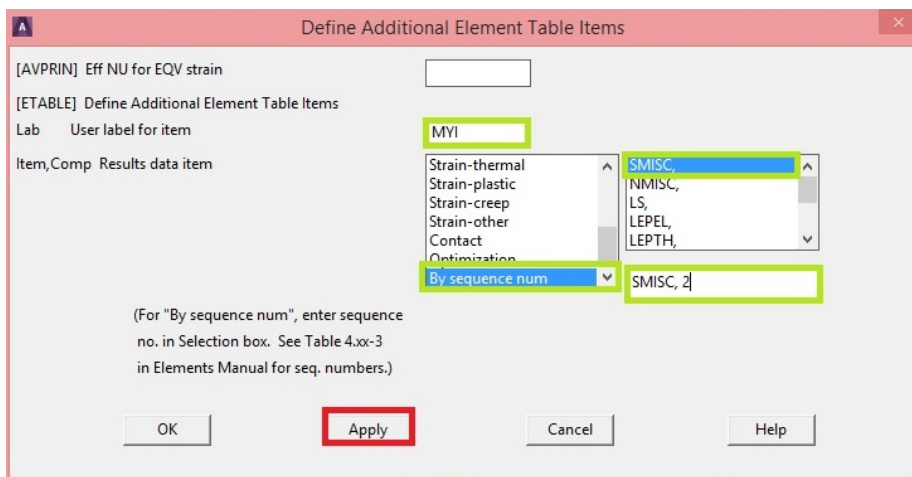 Define Additional Element Table Items
[AVPRIN] Eff NU for EQV strain
[ETABLE] Define Additional Element Table Items
Lab User label for item MYI
Item,Comp Results data item
Strain-thermal
Strain-plastic
Strain-creep
Strain-other
Contact
Optimization
By sequence num
SMISC,
NMISC,
LS,
LEPEL,
LEPTH,
SMISC, 2
(For "By sequence num", enter sequence
no. in Selection box. See Table 4.xx-3
in Elements Manual for seq. numbers.)
OK Apply Cancel Help